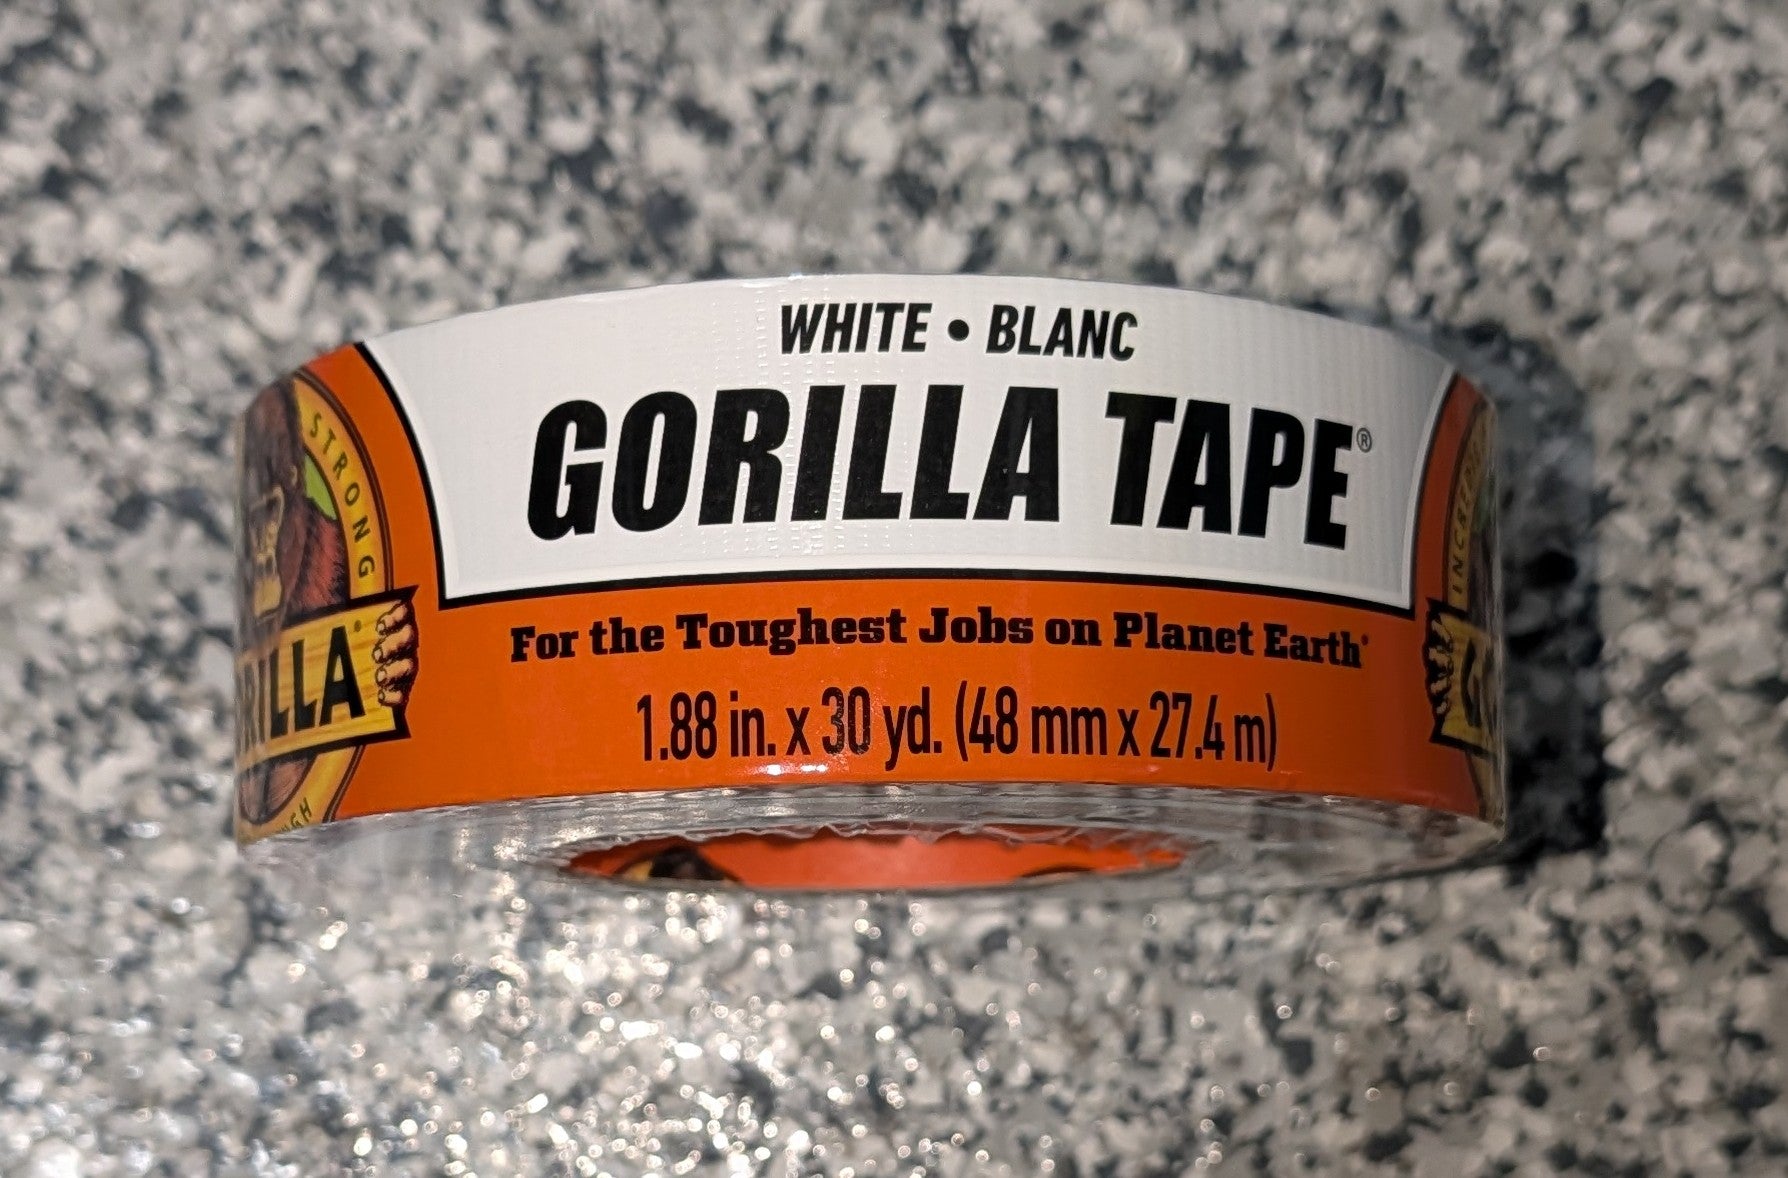 WHITE • BLANC
GORILLA TAPE®
For the Toughest Jobs on Planet Earth®
1.88 in. x 30 yd. (48 mm x 27.4 m)
STRONG